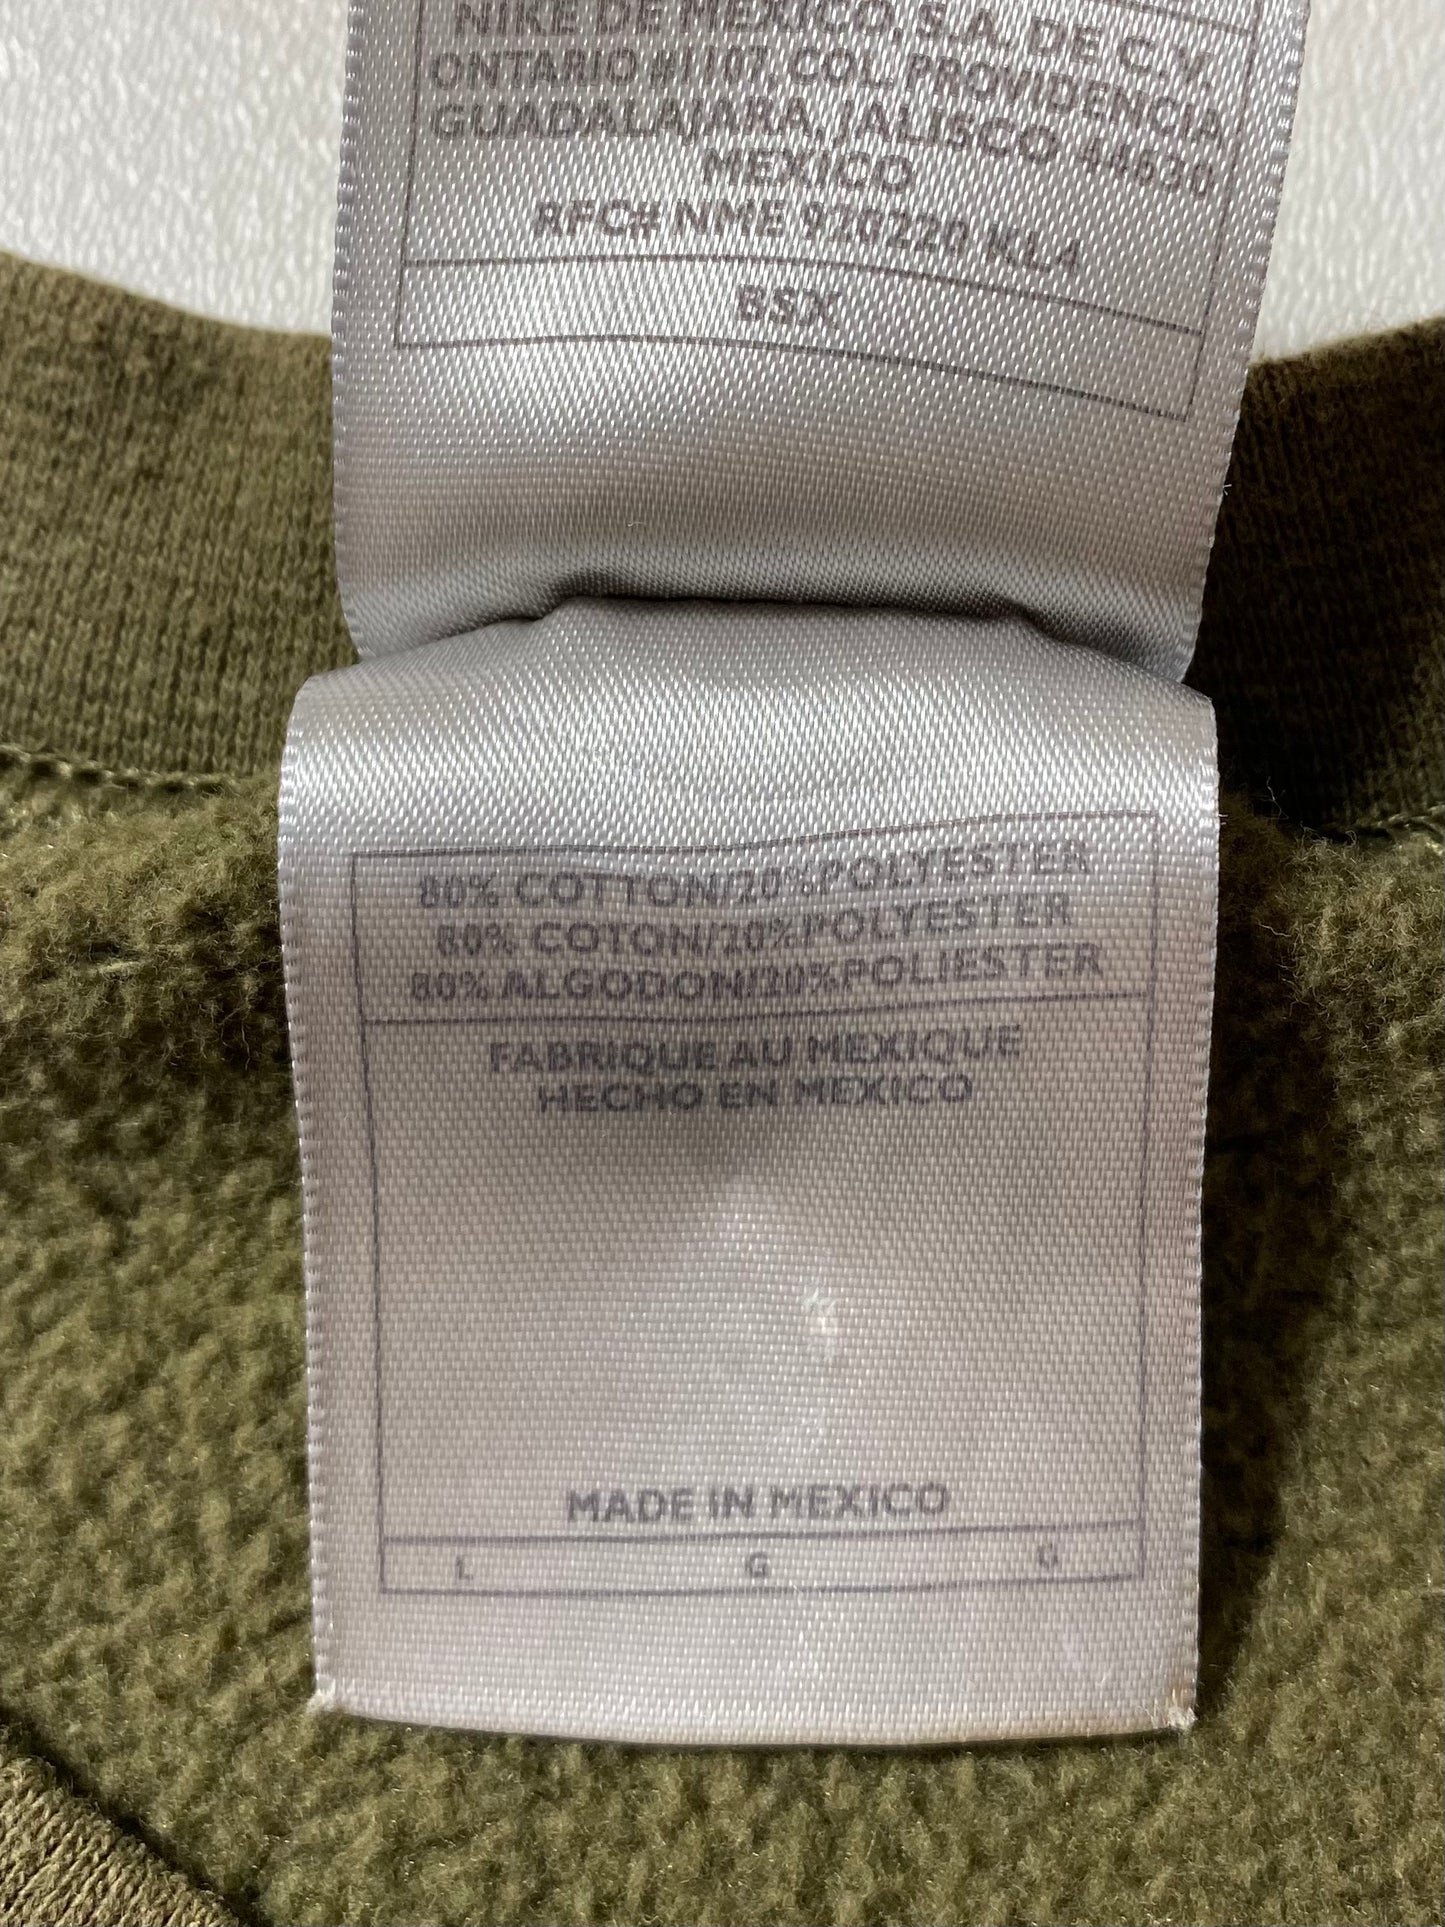 NIKE DE MEXICO, S.A. DE C.V.
ONTARIO #1107, COL. PROVIDENCIA
GUADALAJARA, JALISCO 44630
MEXICO
RFC# NME 920220 KLA
BSX
80% COTTON/20%POLYESTER
80% COTON/20%POLYESTER
80% ALGODON/20%POLIESTER
FABRIQUE AU MEXIQUE
HECHO EN MEXICO
MADE IN MEXICO
L G G